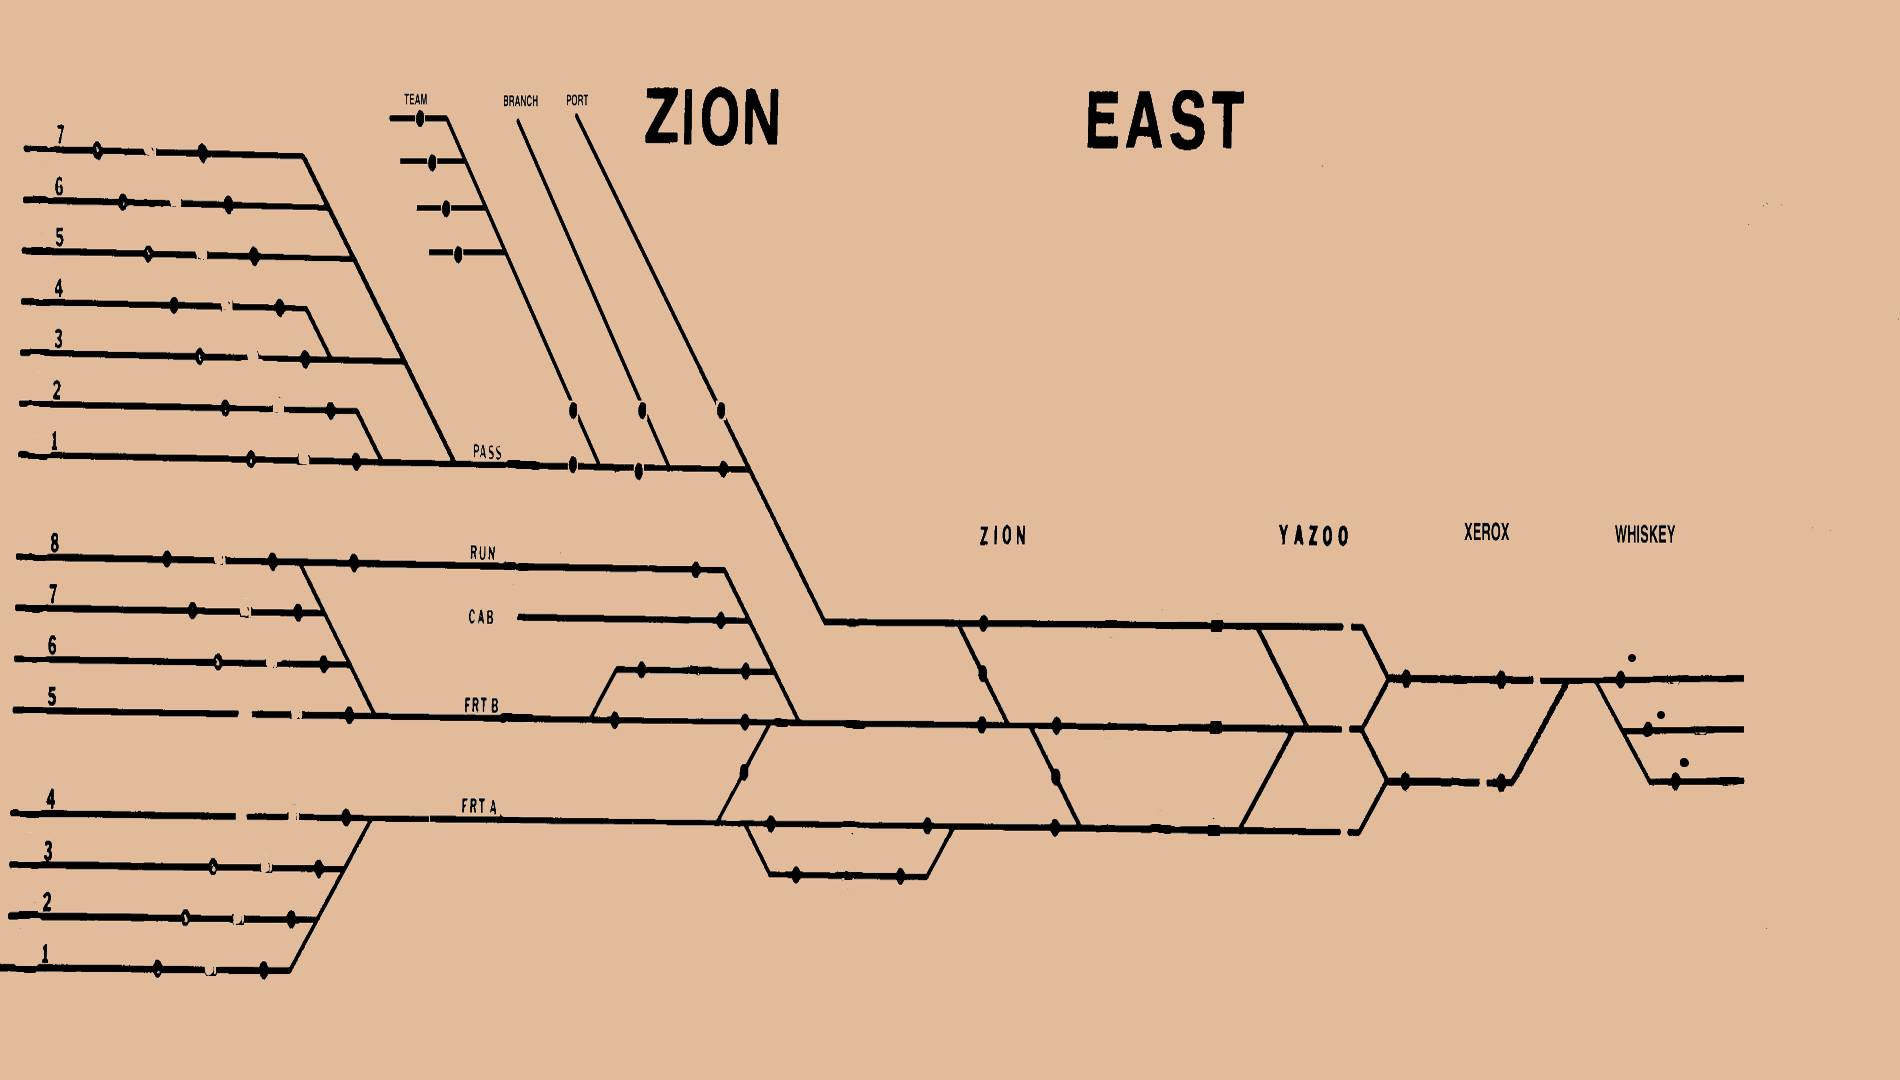 ZION EAST
TEAM
BRANCH
PORT
7
6
5
4
3
2
1
PASS
8
7
6
5
RUN
CAB
FRT B
4
3
2
1
FRT A
ZION
YAZOO
XEROX
WHISKEY